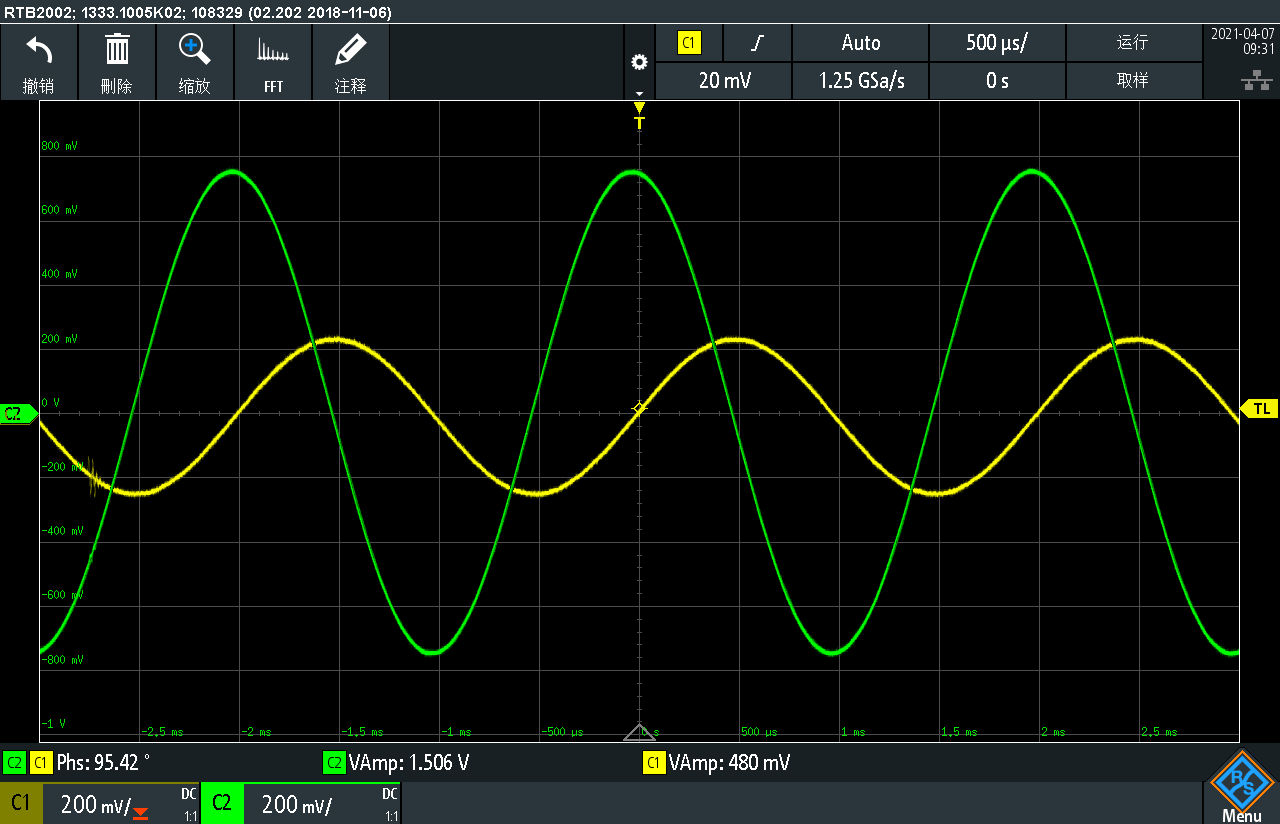 RTB2002; 1333.1005K02; 108329 (02.202 2018-11-06)
撤销 刪除 缩放 FFT 注释
C1 Auto 500 µs/ 运行
20 mV 1.25 GSa/s 0 s 取样
2021-04-07
09:31
T
800 mV
600 mV
400 mV
200 mV
0 V
C2
TL
-200 mV
-400 mV
-600 mV
-800 mV
-1 V
-2,5 ms -2 ms -1,5 ms -1 ms -500 µs 0 s 500 µs 1 ms 1,5 ms 2 ms 2,5 ms
C2 C1 Phs: 95.42 ° C2 VAmp: 1.506 V C1 VAmp: 480 mV
C1 200 mV/ DC 1:1 C2 200 mV/ DC 1:1
R S
Menu